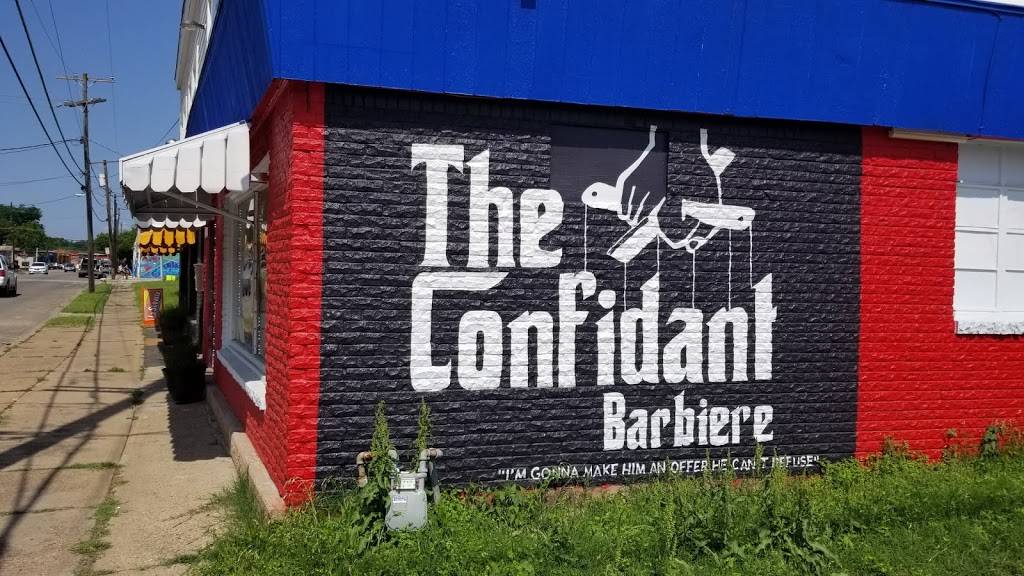 The
Confidant
Barbiere
"I'M GONNA MAKE HIM AN OFFER HE CAN'T REFUSE"